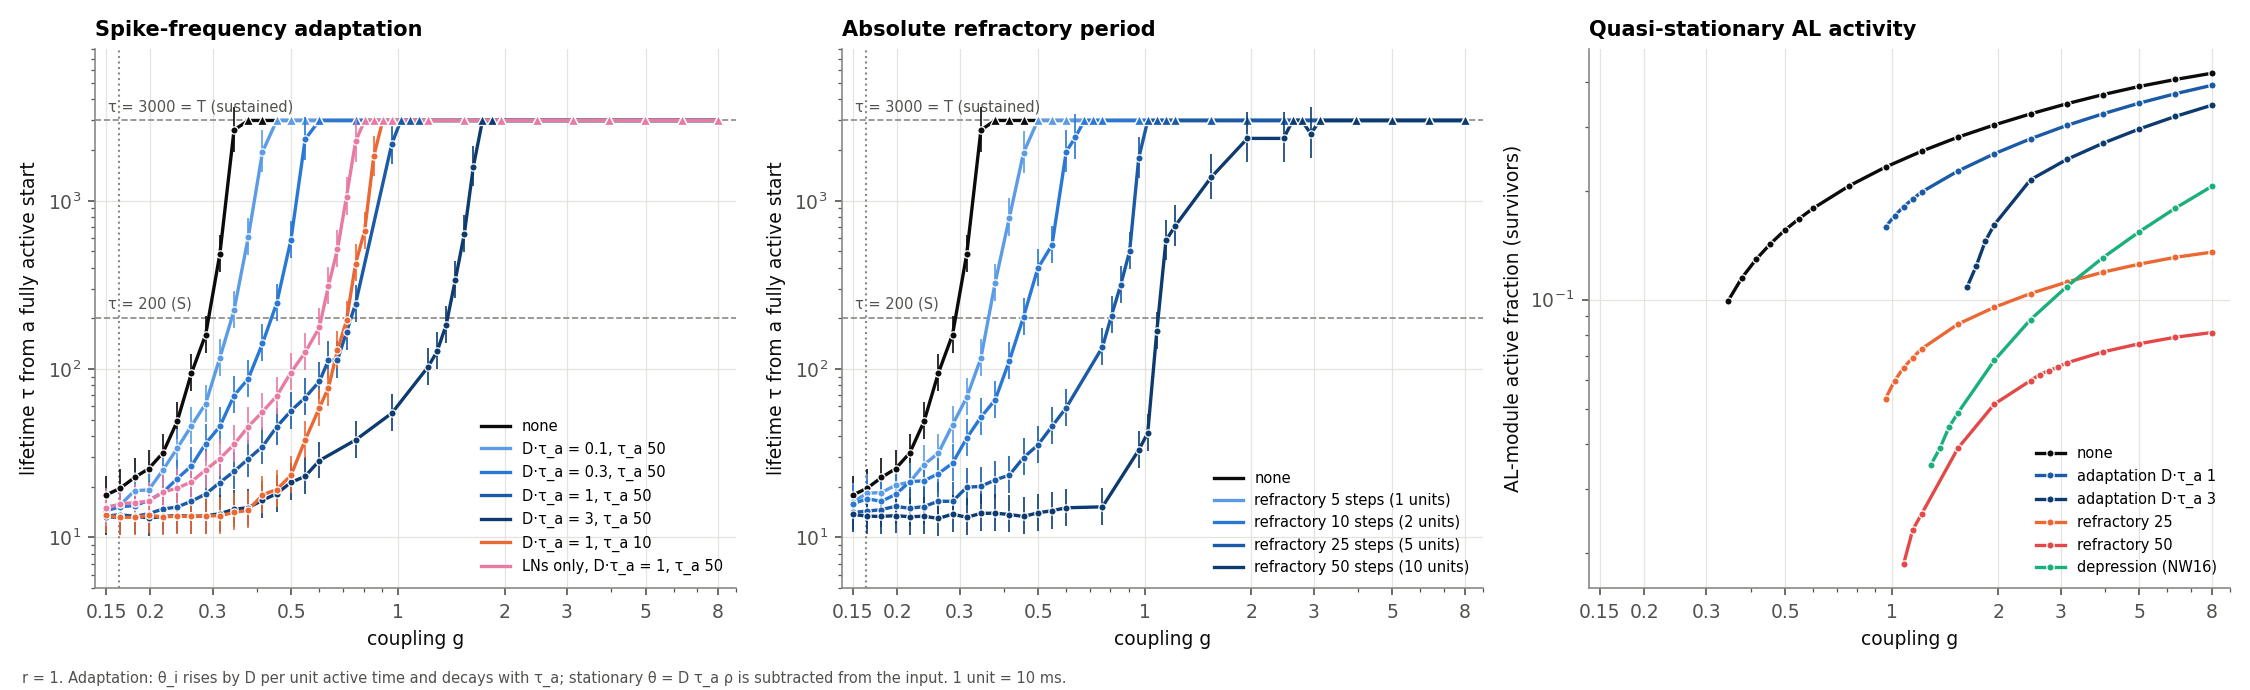 Spike-frequency adaptation
lifetime τ from a fully active start
10³
10²
10¹
τ = 3000 = T (sustained)
τ = 200 (S)
none
D·τ_a = 0.1, τ_a 50
D·τ_a = 0.3, τ_a 50
D·τ_a = 1, τ_a 50
D·τ_a = 3, τ_a 50
D·τ_a = 1, τ_a 10
LNs only, D·τ_a = 1, τ_a 50
0.15 0.2 0.3 0.5 1 2 3 5 8
coupling g
Absolute refractory period
lifetime τ from a fully active start
10³
10²
10¹
τ = 3000 = T (sustained)
τ = 200 (S)
none
refractory 5 steps (1 units)
refractory 10 steps (2 units)
refractory 25 steps (5 units)
refractory 50 steps (10 units)
0.15 0.2 0.3 0.5 1 2 3 5 8
coupling g
Quasi-stationary AL activity
AL-module active fraction (survivors)
10⁻¹
none
adaptation D·τ_a 1
adaptation D·τ_a 3
refractory 25
refractory 50
depression (NW16)
0.15 0.2 0.3 0.5 1 2 3 5 8
coupling g
r = 1. Adaptation: θ_i rises by D per unit active time and decays with τ_a; stationary θ = D τ_a ρ is subtracted from the input. 1 unit = 10 ms.